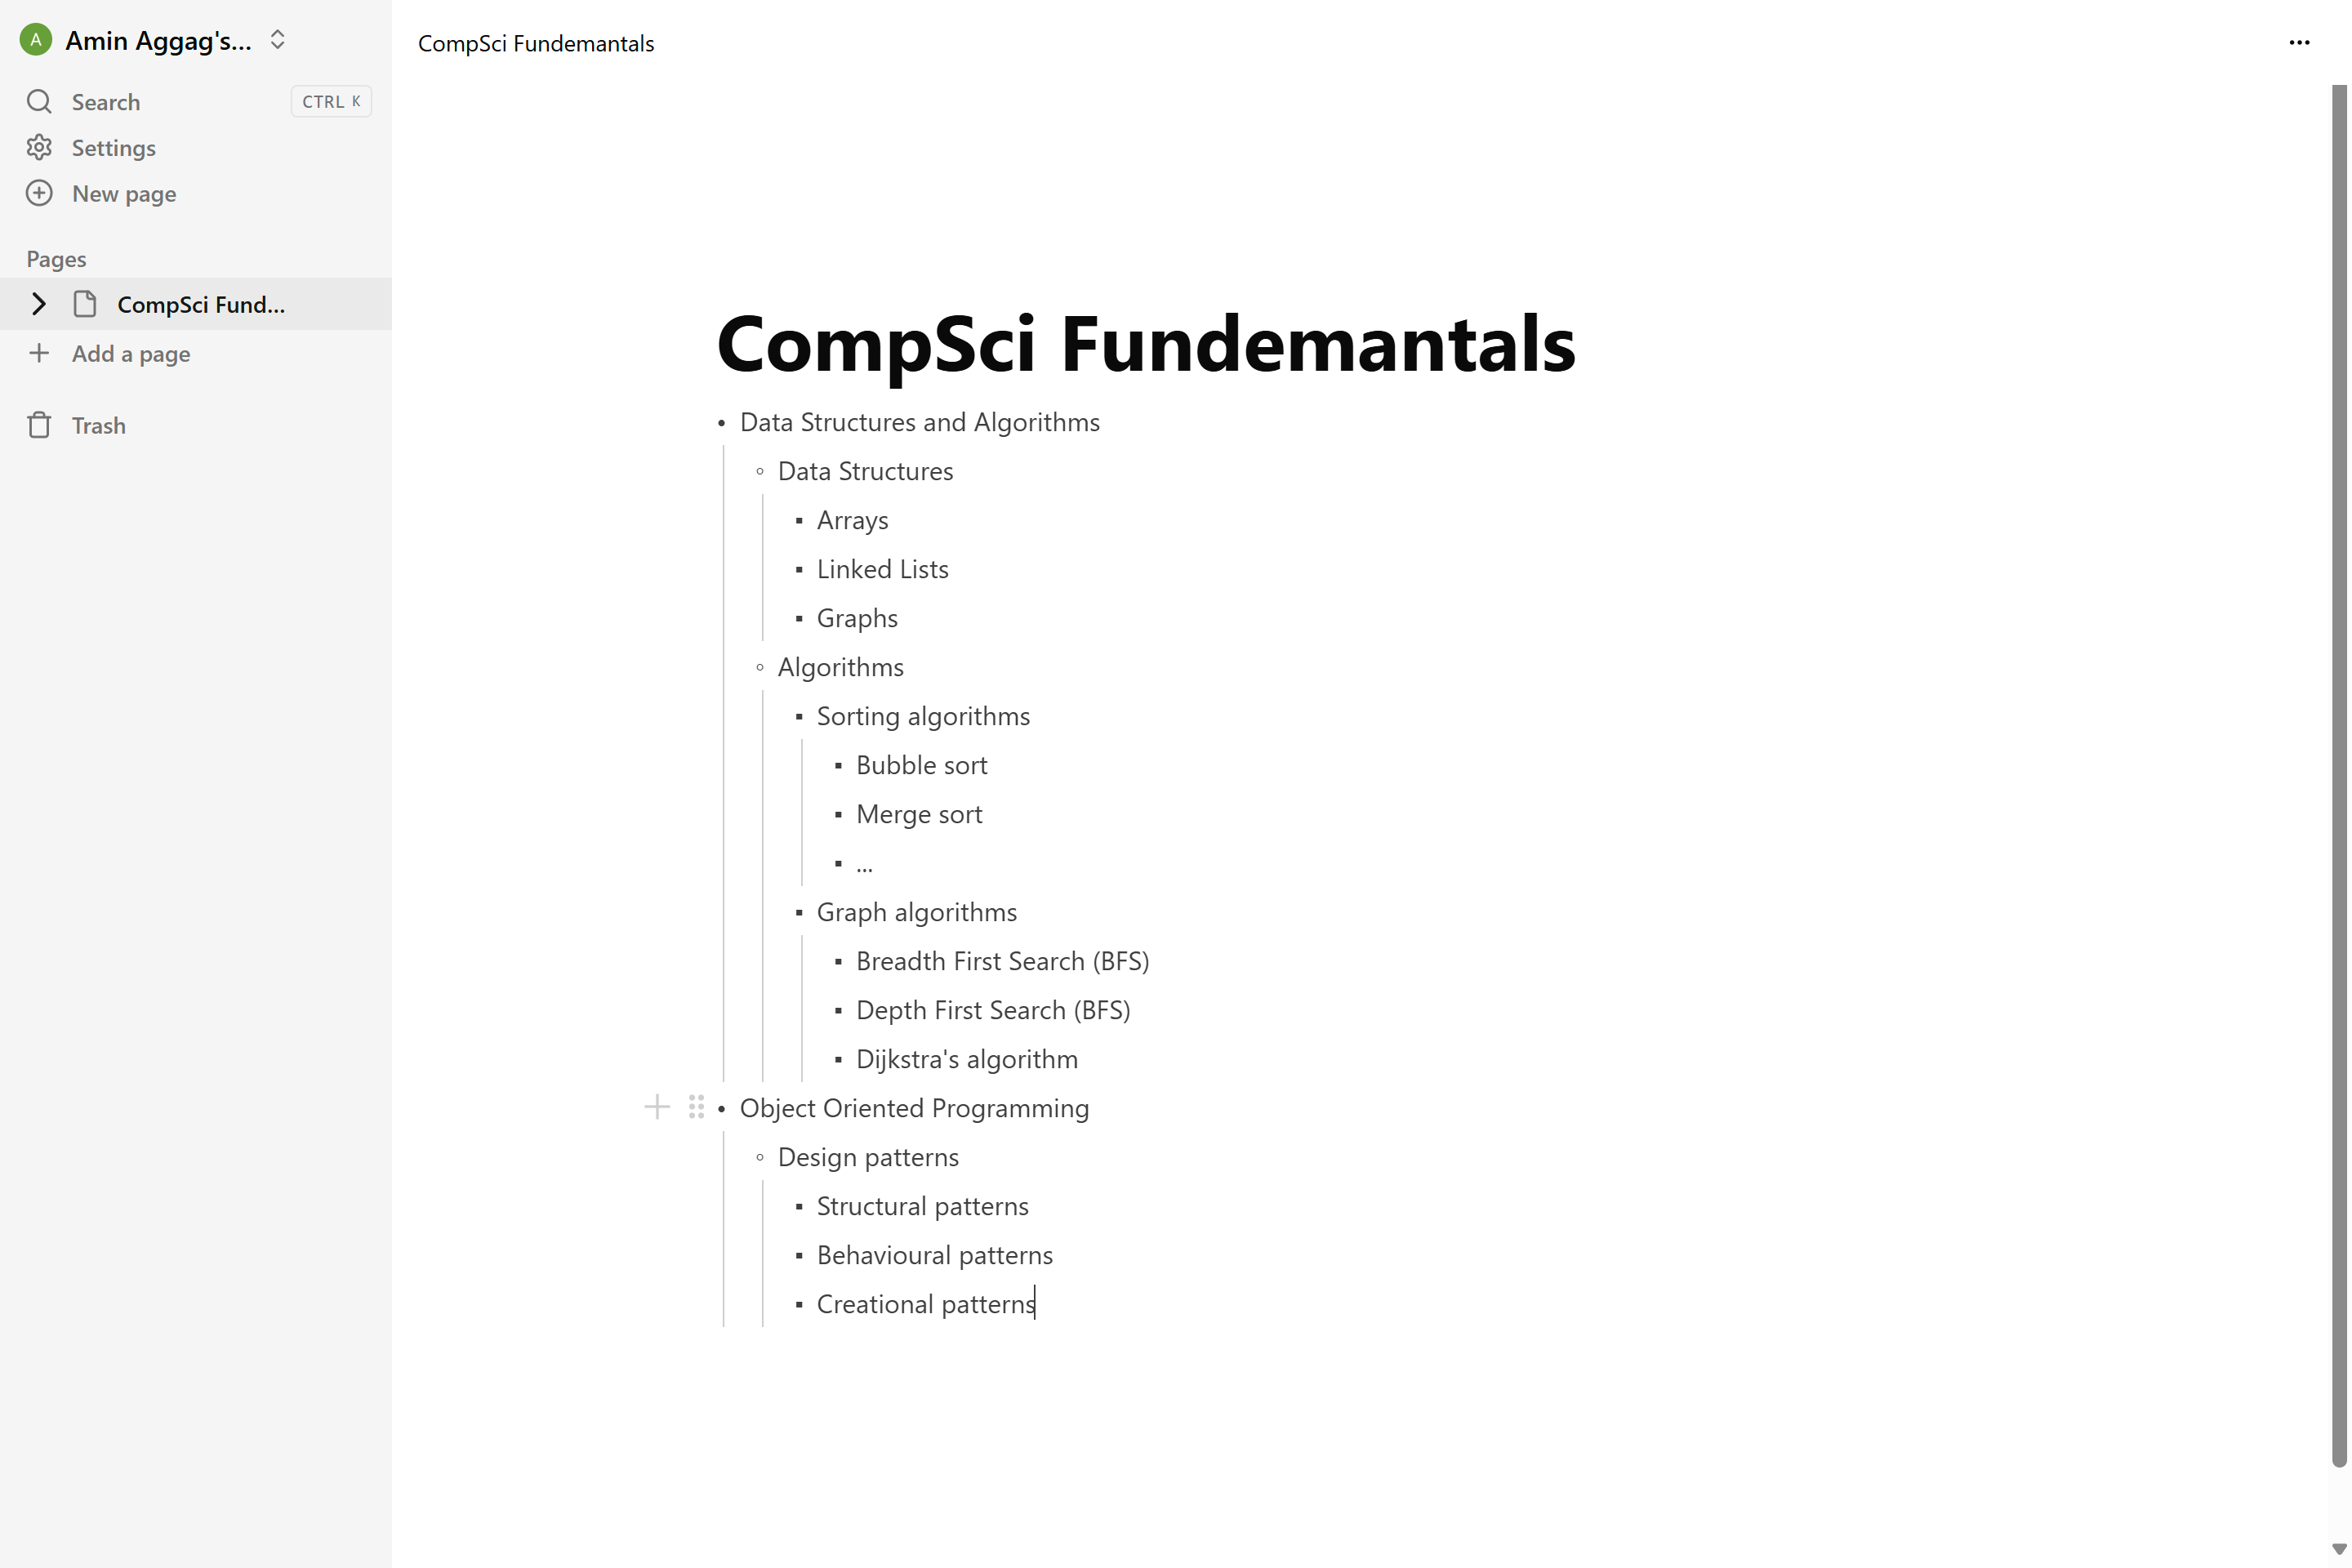 A Amin Aggag's...
Search CTRL K
Settings
New page
Pages
CompSci Fund...
Add a page
Trash
CompSci Fundemantals
CompSci Fundemantals
Data Structures and Algorithms
Data Structures
Arrays
Linked Lists
Graphs
Algorithms
Sorting algorithms
Bubble sort
Merge sort
...
Graph algorithms
Breadth First Search (BFS)
Depth First Search (BFS)
Dijkstra's algorithm
Object Oriented Programming
Design patterns
Structural patterns
Behavioural patterns
Creational patterns